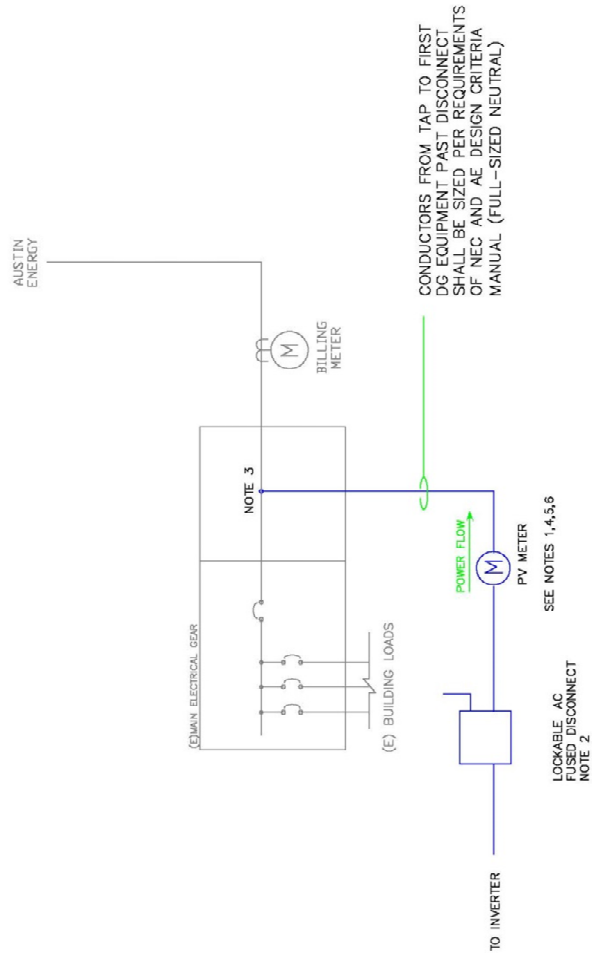 AUSTIN
ENERGY
M
BILLING
METER
(E)MAIN ELECTRICAL GEAR
NOTE 3
(E) BUILDING LOADS
CONDUCTORS FROM TAP TO FIRST
DG EQUIPMENT PAST DISCONNECT
SHALL BE SIZED PER REQUIREMENTS
OF NEC AND AE DESIGN CRITERIA
MANUAL (FULL-SIZED NEUTRAL)
POWER FLOW
M
PV METER
SEE NOTES 1,4,5,6
LOCKABLE AC
FUSED DISCONNECT
NOTE 2
TO INVERTER